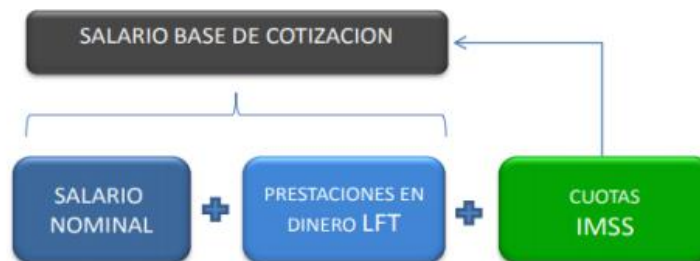 SALARIO BASE DE COTIZACION
SALARIO
NOMINAL
PRESTACIONES EN
DINERO LFT
CUOTAS
IMSS